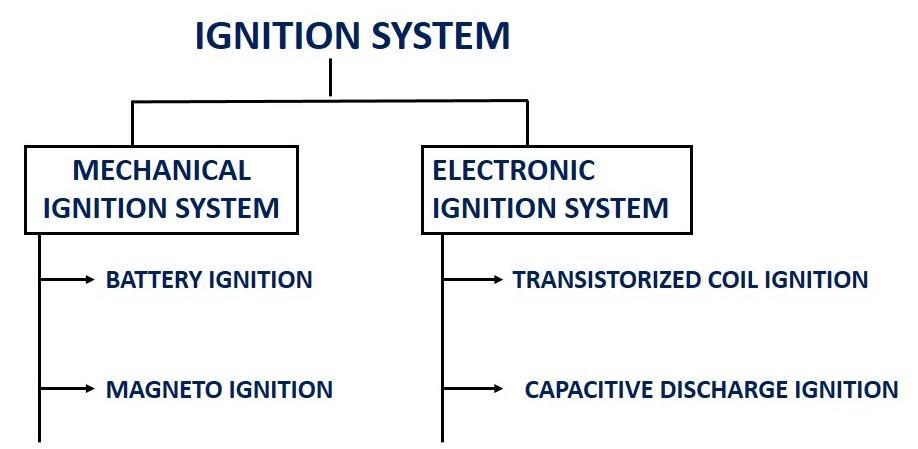 IGNITION SYSTEM
MECHANICAL
IGNITION SYSTEM
BATTERY IGNITION
MAGNETO IGNITION
ELECTRONIC
IGNITION SYSTEM
TRANSISTORIZED COIL IGNITION
CAPACITIVE DISCHARGE IGNITION